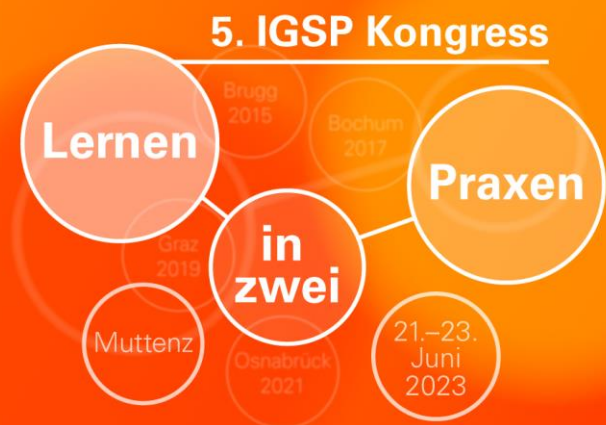 5. IGSP Kongress
Brugg
2015
Bochum
2017
Lernen
Praxen
in
zwei
Graz
2019
Muttenz
Osnabrück
2021
21.–23.
Juni
2023